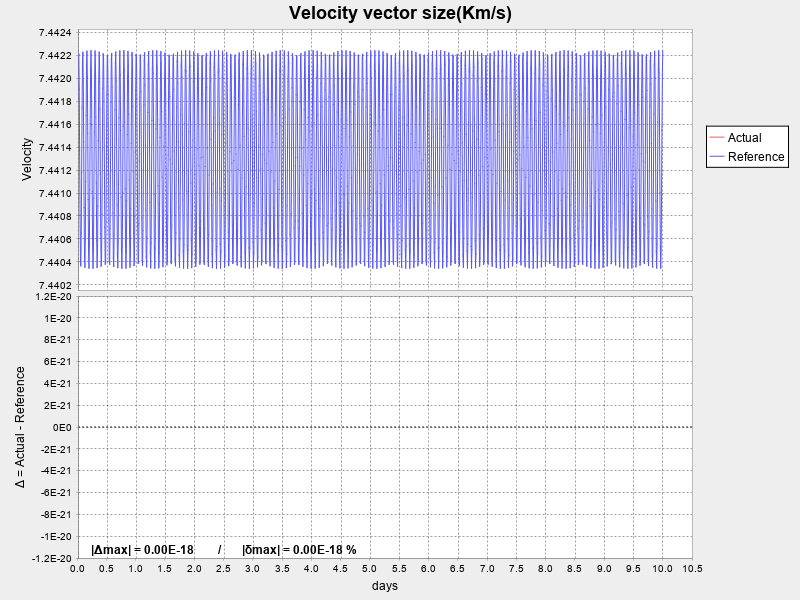 Velocity vector size(Km/s)
7.4424
7.4422
7.4420
7.4418
7.4416
7.4414
7.4412
7.4410
7.4408
7.4406
7.4404
7.4402
Velocity
Actual
Reference
1.2E-20
1E-20
8E-21
6E-21
4E-21
2E-21
0E0
-2E-21
-4E-21
-6E-21
-8E-21
-1E-20
-1.2E-20
Δ = Actual - Reference
|Δmax| = 0.00E-18 / |δmax| = 0.00E-18 %
0.0 0.5 1.0 1.5 2.0 2.5 3.0 3.5 4.0 4.5 5.0 5.5 6.0 6.5 7.0 7.5 8.0 8.5 9.0 9.5 10.0 10.5
days